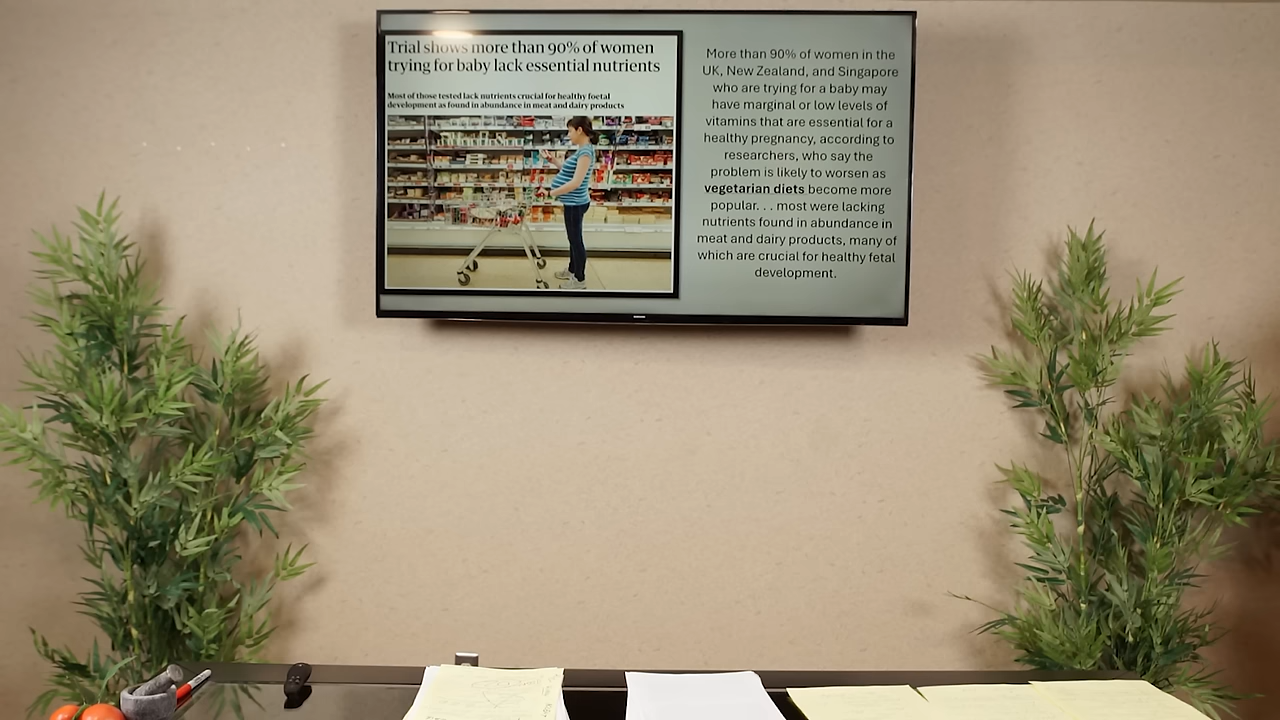 Trial shows more than 90% of women
trying for baby lack essential nutrients
Most of those tested lack nutrients crucial for healthy foetal
development as found in abundance in meat and dairy products
More than 90% of women in the
UK, New Zealand, and Singapore
who are trying for a baby may
have marginal or low levels of
vitamins that are essential for a
healthy pregnancy, according to
researchers, who say the
problem is likely to worsen as
vegetarian diets become more
popular. . . most were lacking
nutrients found in abundance in
meat and dairy products, many of
which are crucial for healthy fetal
development.